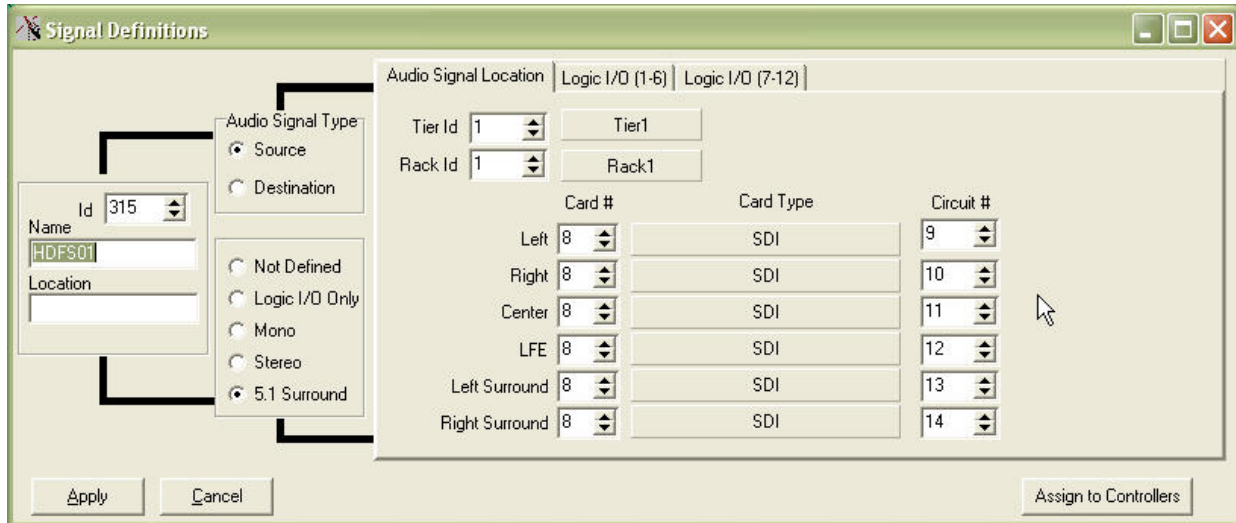 Signal Definitions
Audio Signal Location
Logic I/O (1-6)
Logic I/O (7-12)
Audio Signal Type
Source
Destination
Id 315
Name
HDFS01
Location
Not Defined
Logic I/O Only
Mono
Stereo
5.1 Surround
Tier Id 1 Tier1
Rack Id 1 Rack1
Card # Card Type Circuit #
Left 8 SDI 9
Right 8 SDI 10
Center 8 SDI 11
LFE 8 SDI 12
Left Surround 8 SDI 13
Right Surround 8 SDI 14
Apply
Cancel
Assign to Controllers